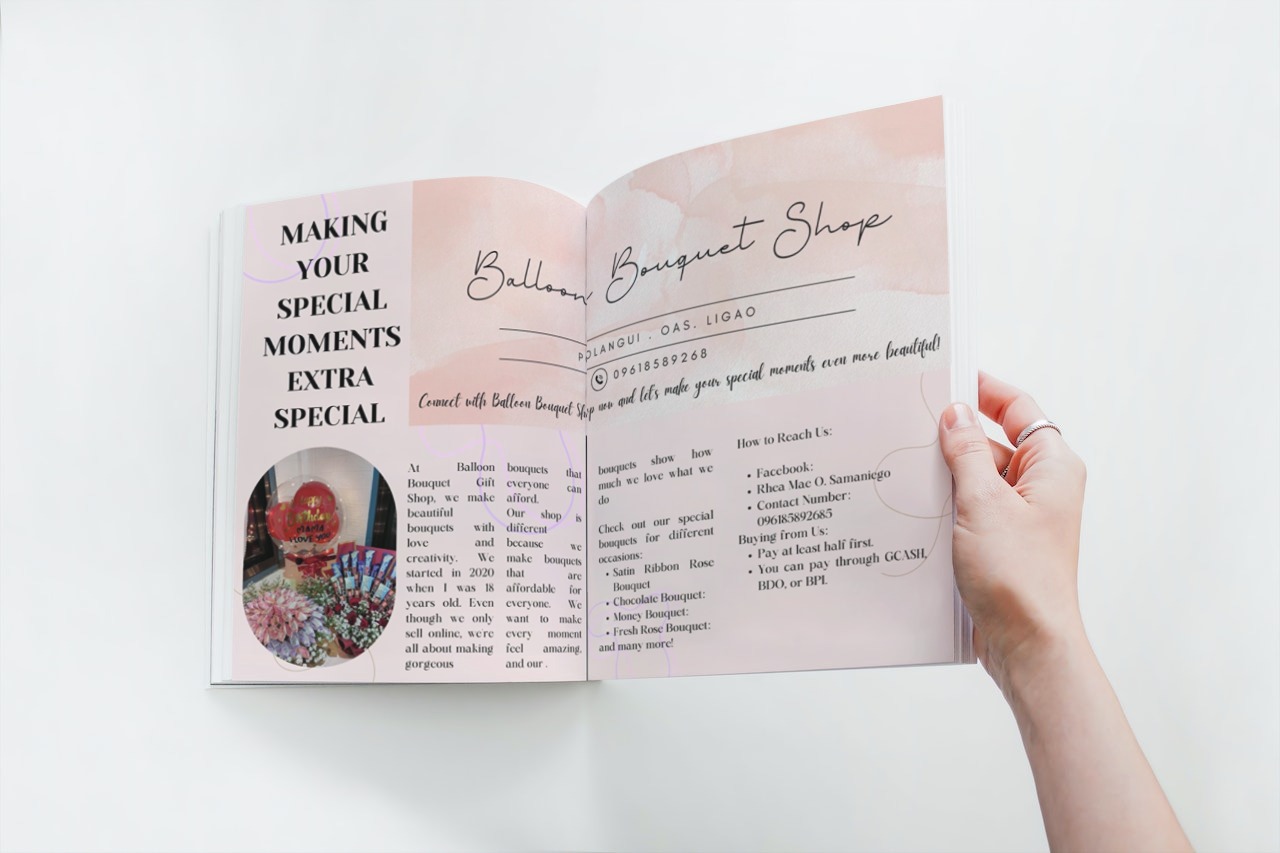 MAKING
YOUR
SPECIAL
MOMENTS
EXTRA
SPECIAL
Balloon Bouquet Shop
POLANGUI . OAS. LIGAO
09618589268
Connect with Balloon Bouquet Shop now and let's make your special moments even more beautiful!
I LOVE YOU
At Balloon
Bouquet Gift
Shop, we make
beautiful
bouquets with
love and
creativity. We
started in 2020
when I was 18
years old. Even
though we only
sell online, we're
all about making
gorgeous
bouquets that
everyone can
afford.
Our shop is
different
because we
make bouquets
that are
affordable for
everyone. We
want to make
every moment
feel amazing,
and our .
bouquets show how
much we love what we
do
Check out our special
bouquets for different
occasions:
• Satin Ribbon Rose
Bouquet
• Chocolate Bouquet:
• Money Bouquet:
• Fresh Rose Bouquet:
and many more!
How to Reach Us:
• Facebook:
• Rhea Mae O. Samaniego
• Contact Number:
096185892685
Buying from Us:
• Pay at least half first.
• You can pay through GCASH,
BDO, or BPI.